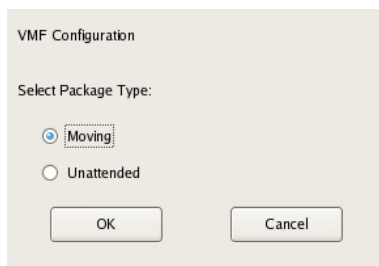 VMF Configuration
Select Package Type:
Moving
Unattended
OK Cancel